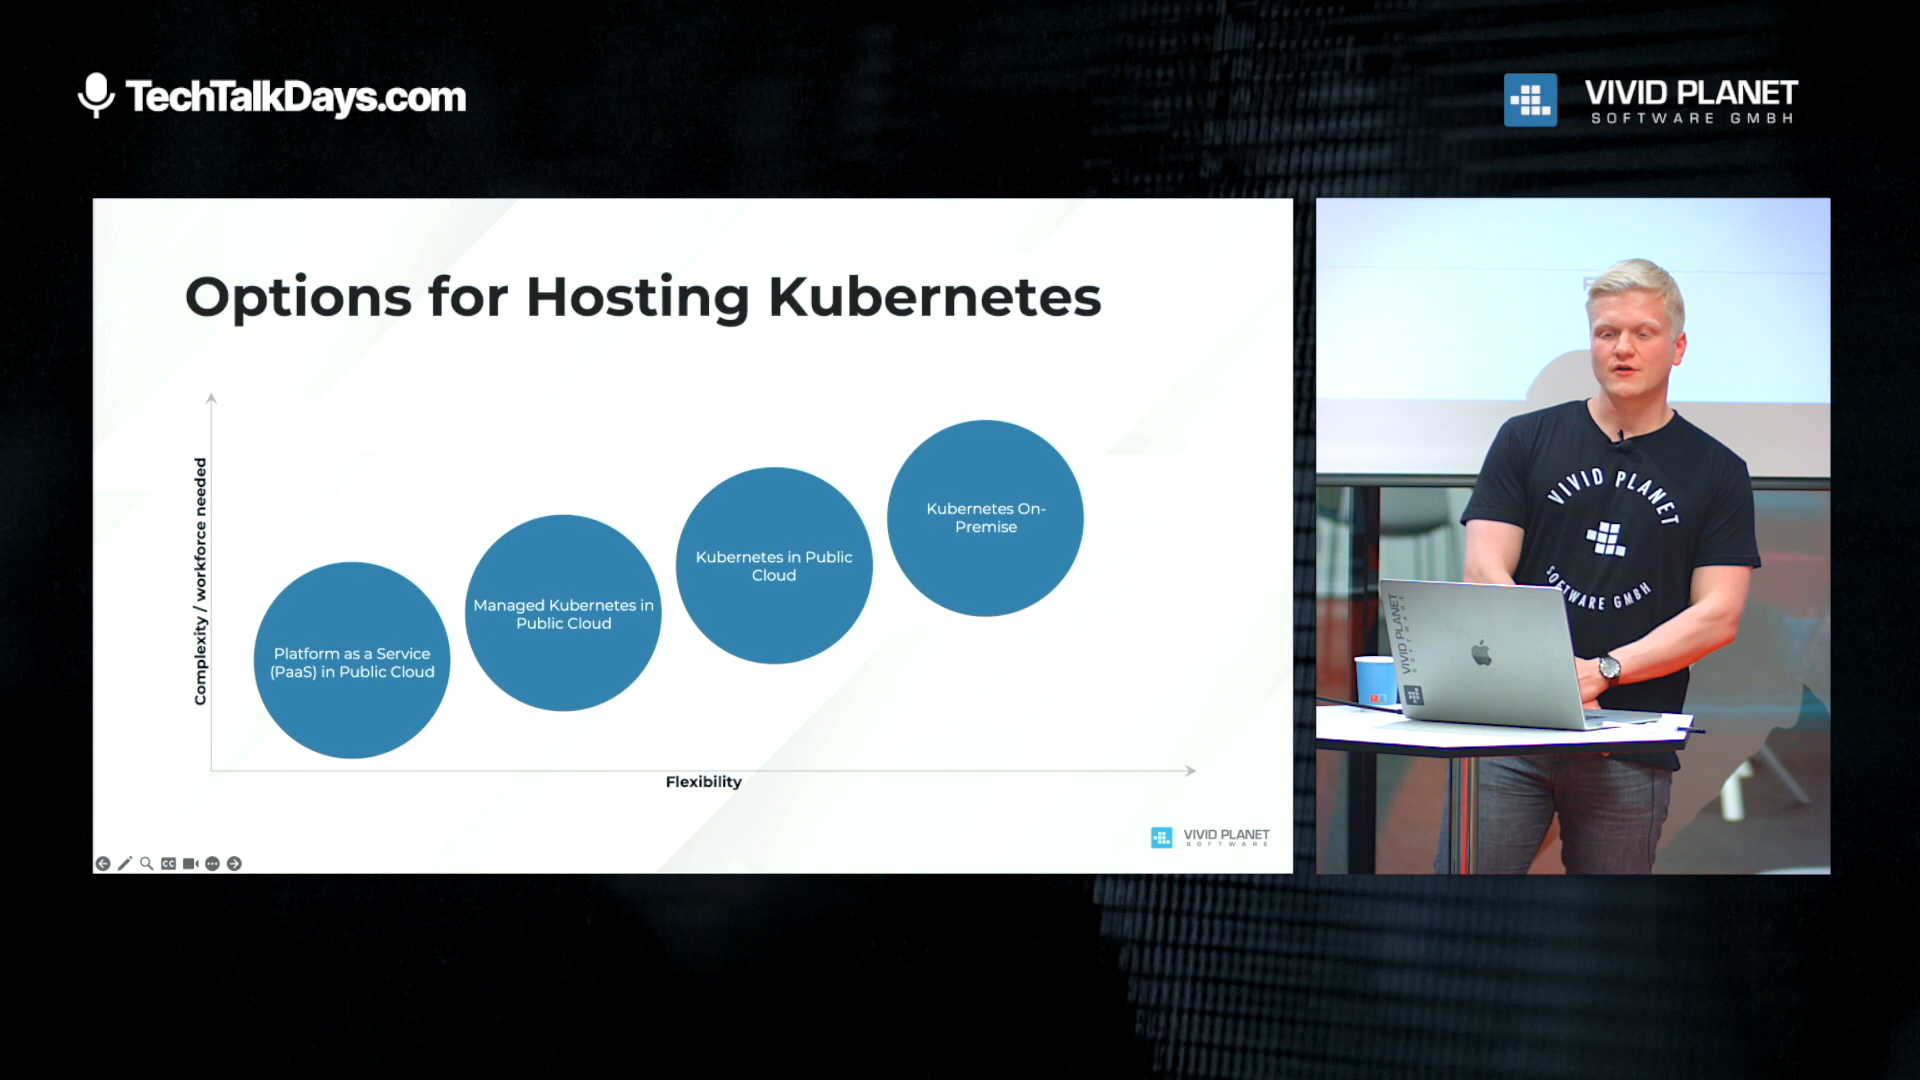 TechTalkDays.com
VIVID PLANET
SOFTWARE GMBH
Options for Hosting Kubernetes
Complexity / workforce needed
Platform as a Service
(PaaS) in Public Cloud
Managed Kubernetes in
Public Cloud
Kubernetes in Public
Cloud
Kubernetes On-
Premise
Flexibility
CC
VIVID PLANET
SOFTWARE
VIVID PLANET
SOFTWARE GMBH
VIVID PLANET
SOFTWARE